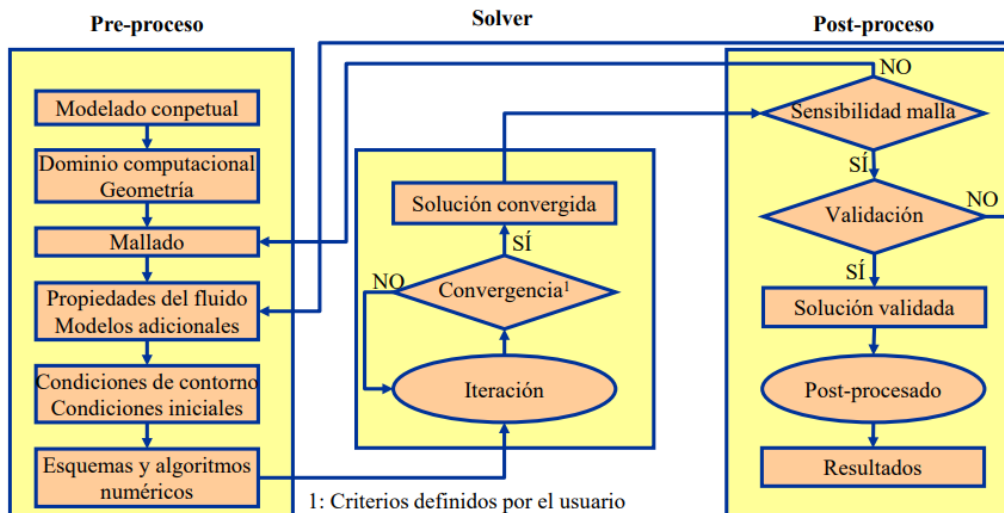 Pre-proceso
Modelado conpetual
Dominio computacional
Geometría
Mallado
Propiedades del fluido
Modelos adicionales
Condiciones de contorno
Condiciones iniciales
Esquemas y algoritmos
numéricos
Solver
Solución convergida
SÍ
NO
Convergencia¹
Iteración
1: Criterios definidos por el usuario
Post-proceso
NO
Sensibilidad malla
SÍ
NO
Validación
SÍ
Solución validada
Post-procesado
Resultados